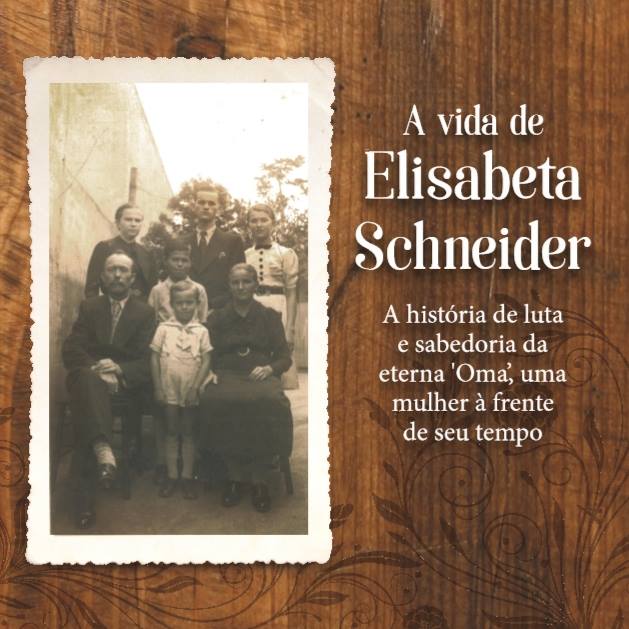 A vida de
Elisabeta
Schneider
A história de luta
e sabedoria da
eterna 'Oma', uma
mulher à frente
de seu tempo